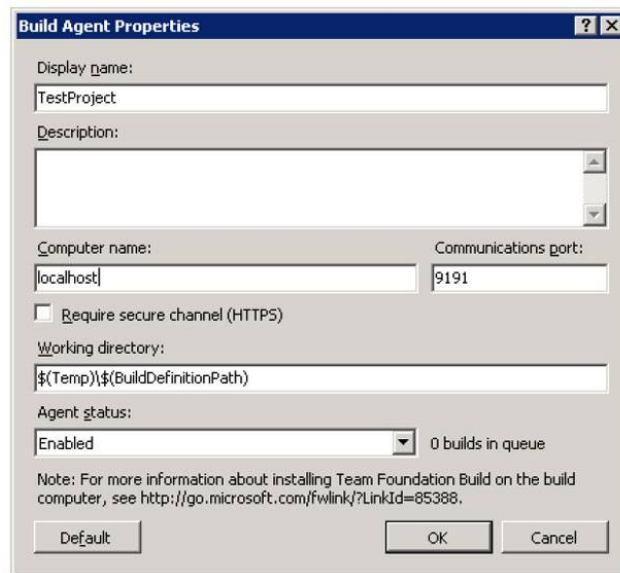 Build Agent Properties
Display name:
TestProject
Description:
Computer name:
Communications port:
localhost
9191
Require secure channel (HTTPS)
Working directory:
$(Temp)\$(BuildDefinitionPath)
Agent status:
Enabled
0 builds in queue
Note: For more information about installing Team Foundation Build on the build
computer, see http://go.microsoft.com/fwlink/?LinkId=85388.
Default
OK
Cancel